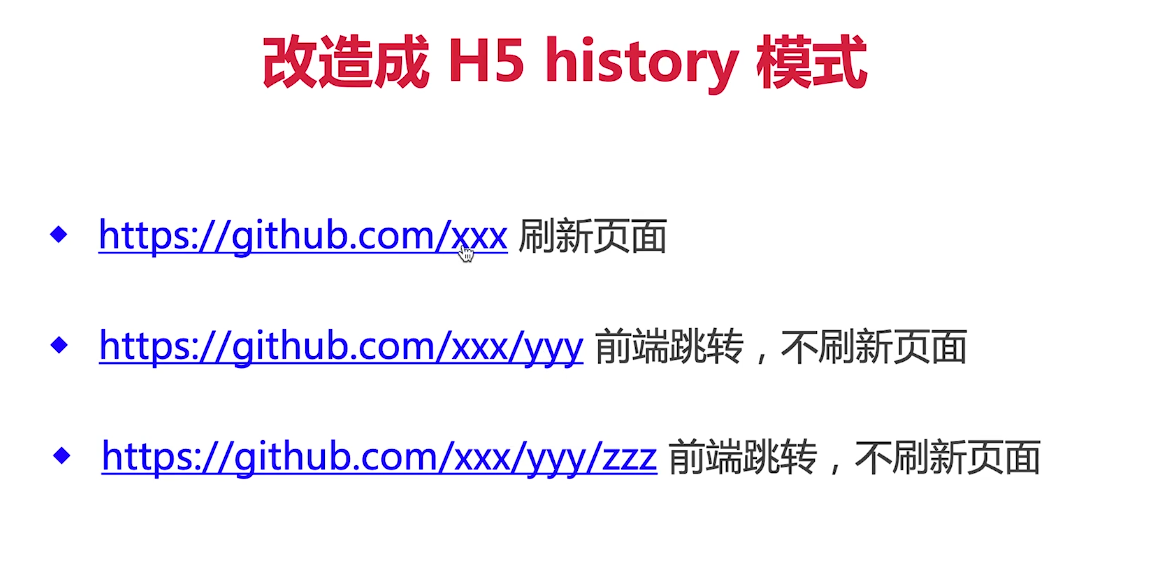 改造成 H5 history 模式
https://github.com/xxx 刷新页面
https://github.com/xxx/yyy 前端跳转，不刷新页面
https://github.com/xxx/yyy/zzz 前端跳转，不刷新页面